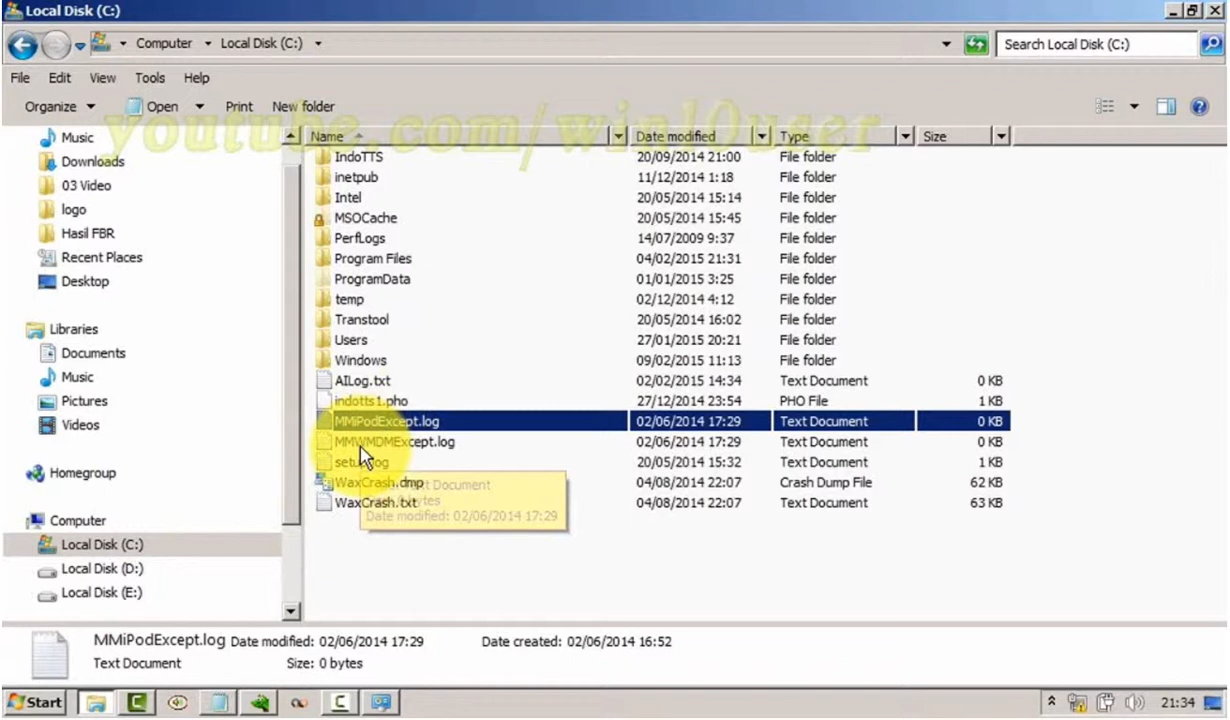 Local Disk (C:)
Computer Local Disk (C:) Search Local Disk (C:)
File Edit View Tools Help
Organize Open Print New folder
youtube.com/win10user
Music
Downloads
03 Video
logo
Hasil FBR
Recent Places
Desktop
Libraries
Documents
Music
Pictures
Videos
Homegroup
Computer
Local Disk (C:)
Local Disk (D:)
Local Disk (E:)
Name Date modified Type Size
IndoTTS 20/09/2014 21:00 File folder
inetpub 11/12/2014 1:18 File folder
Intel 20/05/2014 15:14 File folder
MSOCache 20/05/2014 15:45 File folder
PerfLogs 14/07/2009 9:37 File folder
Program Files 04/02/2015 21:31 File folder
ProgramData 01/01/2015 3:25 File folder
temp 02/12/2014 4:12 File folder
Transtool 20/05/2014 16:02 File folder
Users 27/01/2015 20:21 File folder
Windows 09/02/2015 11:13 File folder
AILog.txt 02/02/2015 14:34 Text Document 0 KB
indotts1.pho 27/12/2014 23:54 PHO File 1 KB
MMiPodExcept.log 02/06/2014 17:29 Text Document 0 KB
MMWMDMExcept.log 02/06/2014 17:29 Text Document 0 KB
setup.log 20/05/2014 15:32 Text Document 1 KB
WaxCrash.dmp 04/08/2014 22:07 Crash Dump File 62 KB
WaxCrash.txt 04/08/2014 22:07 Text Document 63 KB
Document
bytes
Date modified: 02/06/2014 17:29
MMiPodExcept.log Date modified: 02/06/2014 17:29 Date created: 02/06/2014 16:52
Text Document Size: 0 bytes
Start 21:34